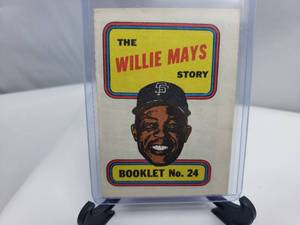 THE
WILLIE MAYS
STORY
SF
BOOKLET No. 24